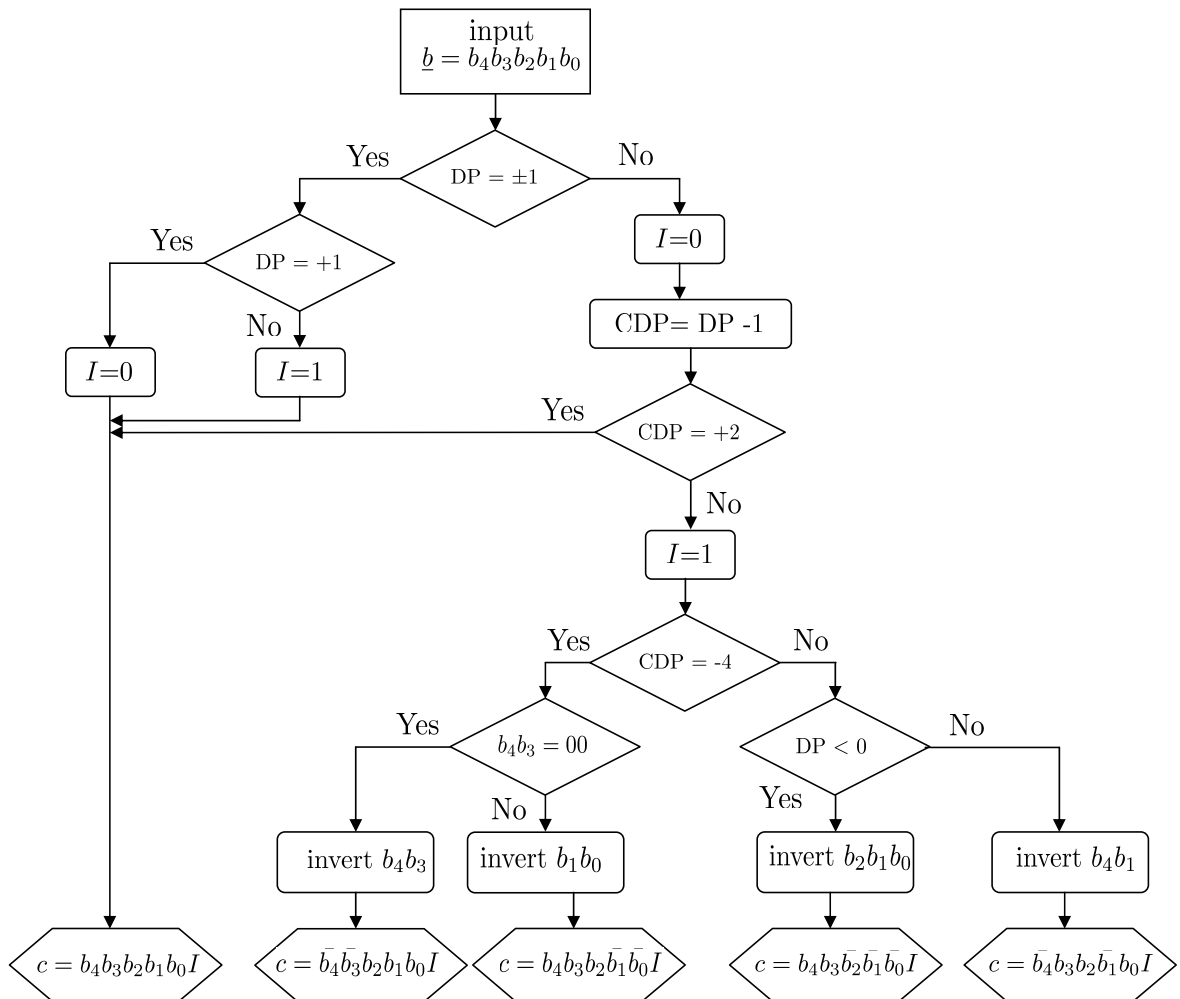 input
b̲ = b₄b₃b₂b₁b₀
Yes
DP = ±1
No
Yes
DP = +1
I=0
No
CDP= DP -1
I=0
I=1
Yes
CDP = +2
No
I=1
Yes
CDP = -4
No
Yes
b₄b₃ = 00
DP < 0
No
No
Yes
invert b₄b₃
invert b₁b₀
invert b₂b₁b₀
invert b₄b₁
c = b₄b₃b₂b₁b₀I
c = b̄₄b̄₃b₂b₁b₀I
c = b₄b₃b₂b̄₁b̄₀I
c = b₄b₃b̄₂b̄₁b̄₀I
c = b̄₄b₃b₂b̄₁b₀I